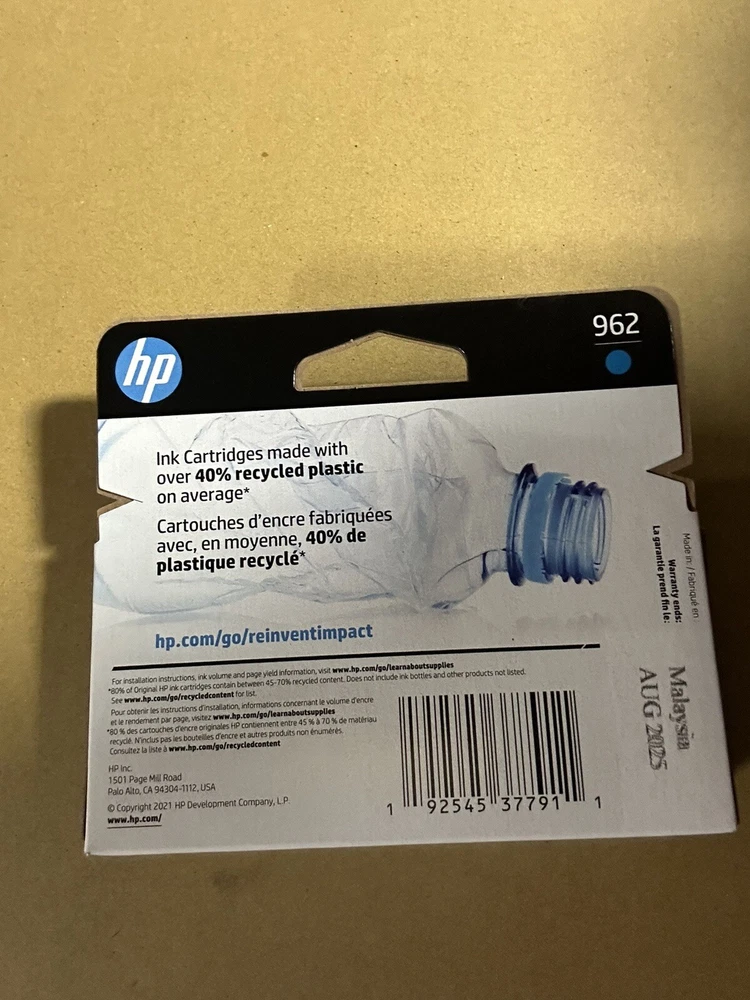 hp
962
Ink Cartridges made with
over 40% recycled plastic
on average*
Cartouches d'encre fabriquées
avec, en moyenne, 40% de
plastique recyclé*
hp.com/go/reinventimpact
For installation instructions, ink volume and page yield information, visit www.hp.com/go/learnaboutsupplies
*80% of Original HP ink cartridges contain between 45-70% recycled content. Does not include ink bottles and other products not listed.
See www.hp.com/go/recycledcontent for list.
Pour obtenir les instructions d'installation, informations concernant le volume d'encre
et le rendement par page, visitez www.hp.com/go/learnaboutsupplies
*80 % des cartouches d'encre originales HP contiennent entre 45 % à 70 % de matériau
recyclé. N'inclus pas les bouteilles d'encre et autres produits non énumérés.
Consultez la liste à www.hp.com/go/recycledcontent
HP Inc.
1501 Page Mill Road
Palo Alto, CA 94304-1112, USA
© Copyright 2021 HP Development Company, L.P.
www.hp.com/
1 92545 37791 1
Made in: / Fabriqué en
Warranty ends:
La garantie prend fin le:
Malaysia
AUG 2025